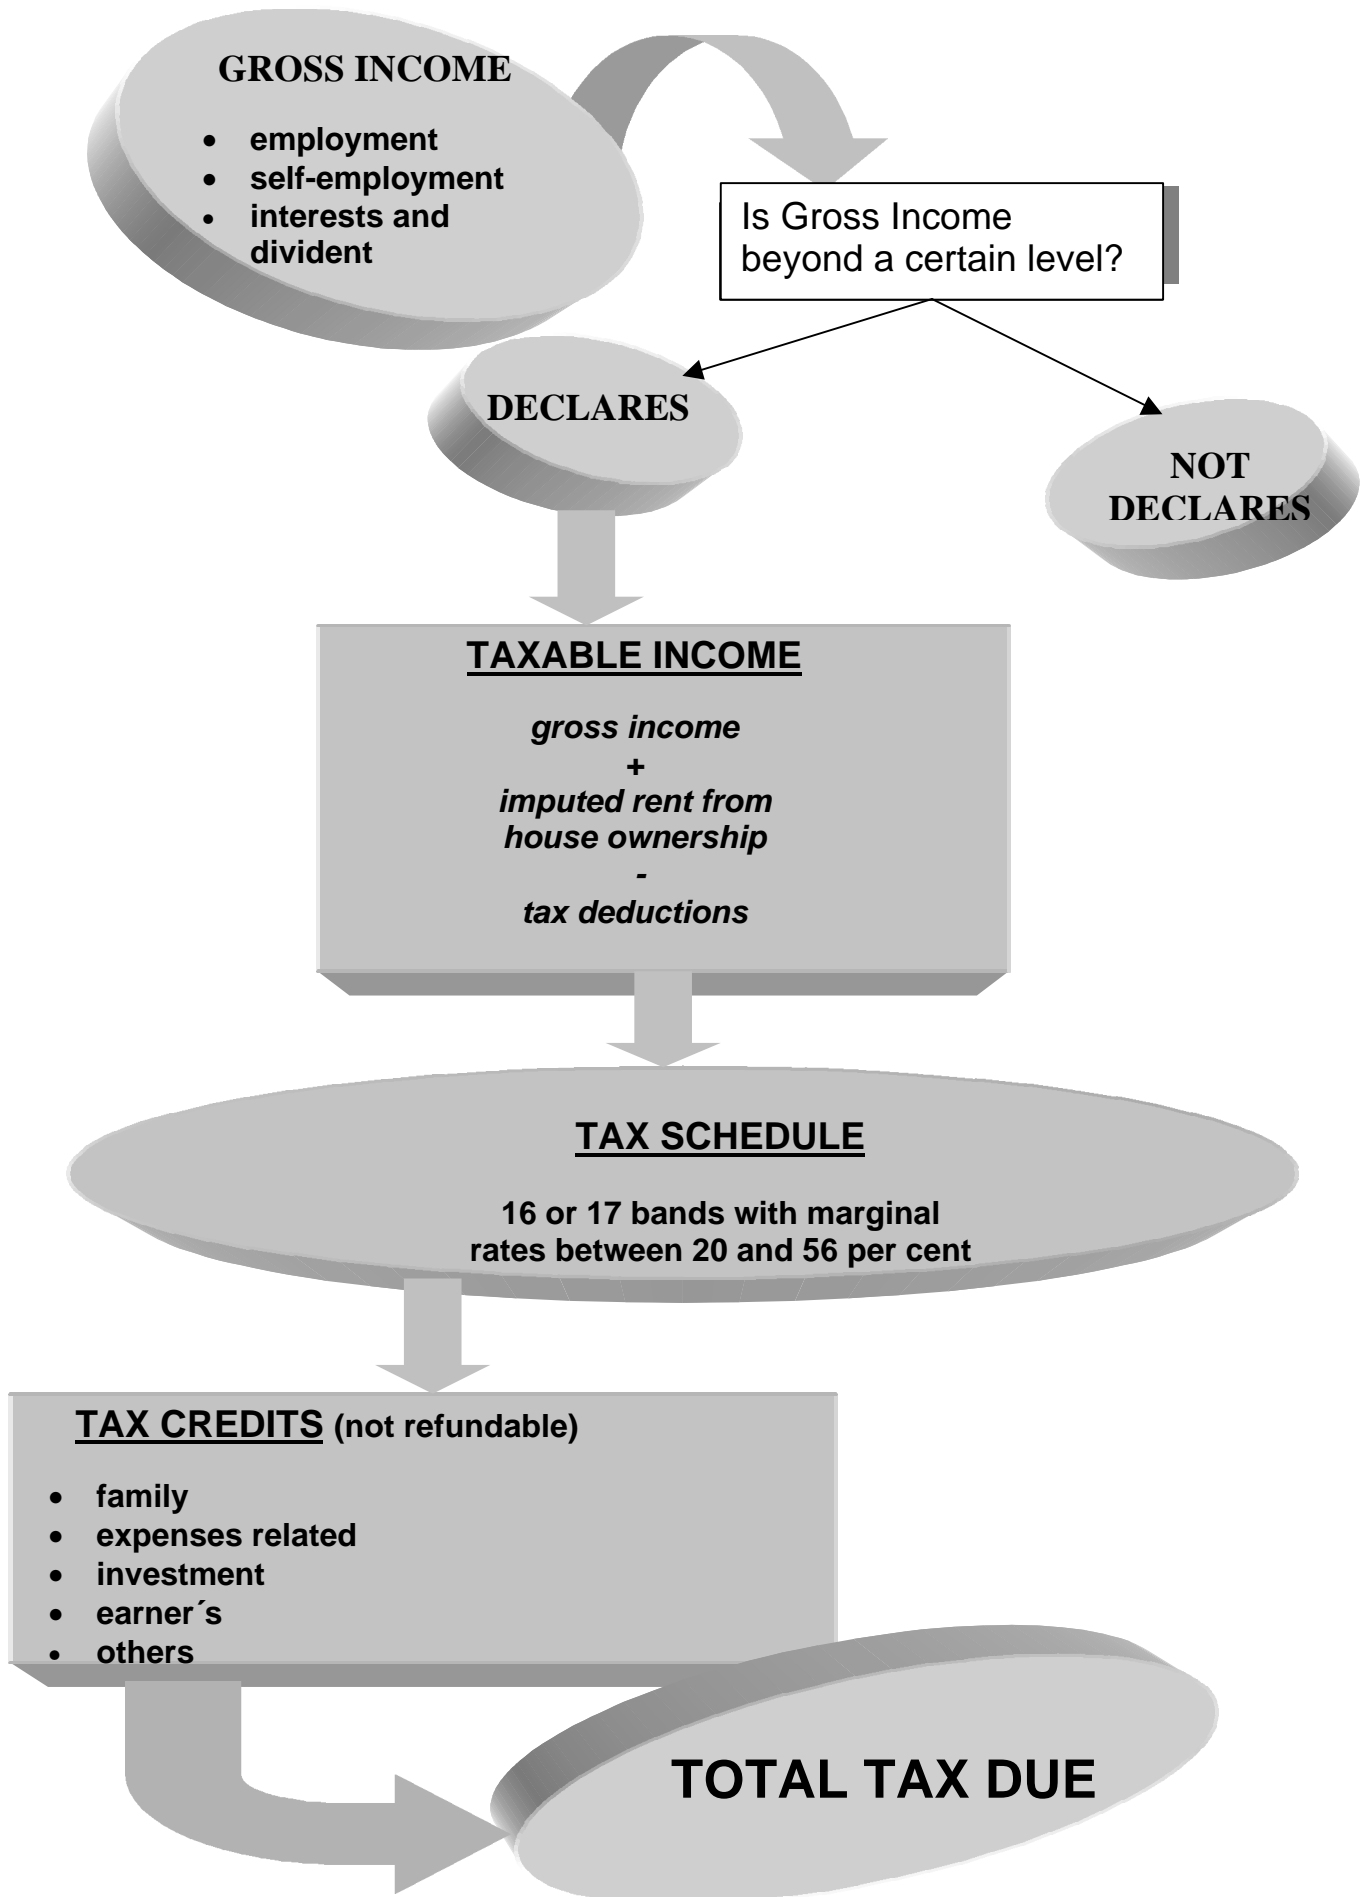 GROSS INCOME
• employment
• self-employment
• interests and
divident
Is Gross Income
beyond a certain level?
DECLARES
NOT
DECLARES
TAXABLE INCOME
gross income
+
imputed rent from
house ownership
-
tax deductions
TAX SCHEDULE
16 or 17 bands with marginal
rates between 20 and 56 per cent
TAX CREDITS (not refundable)
• family
• expenses related
• investment
• earner´s
• others
TOTAL TAX DUE